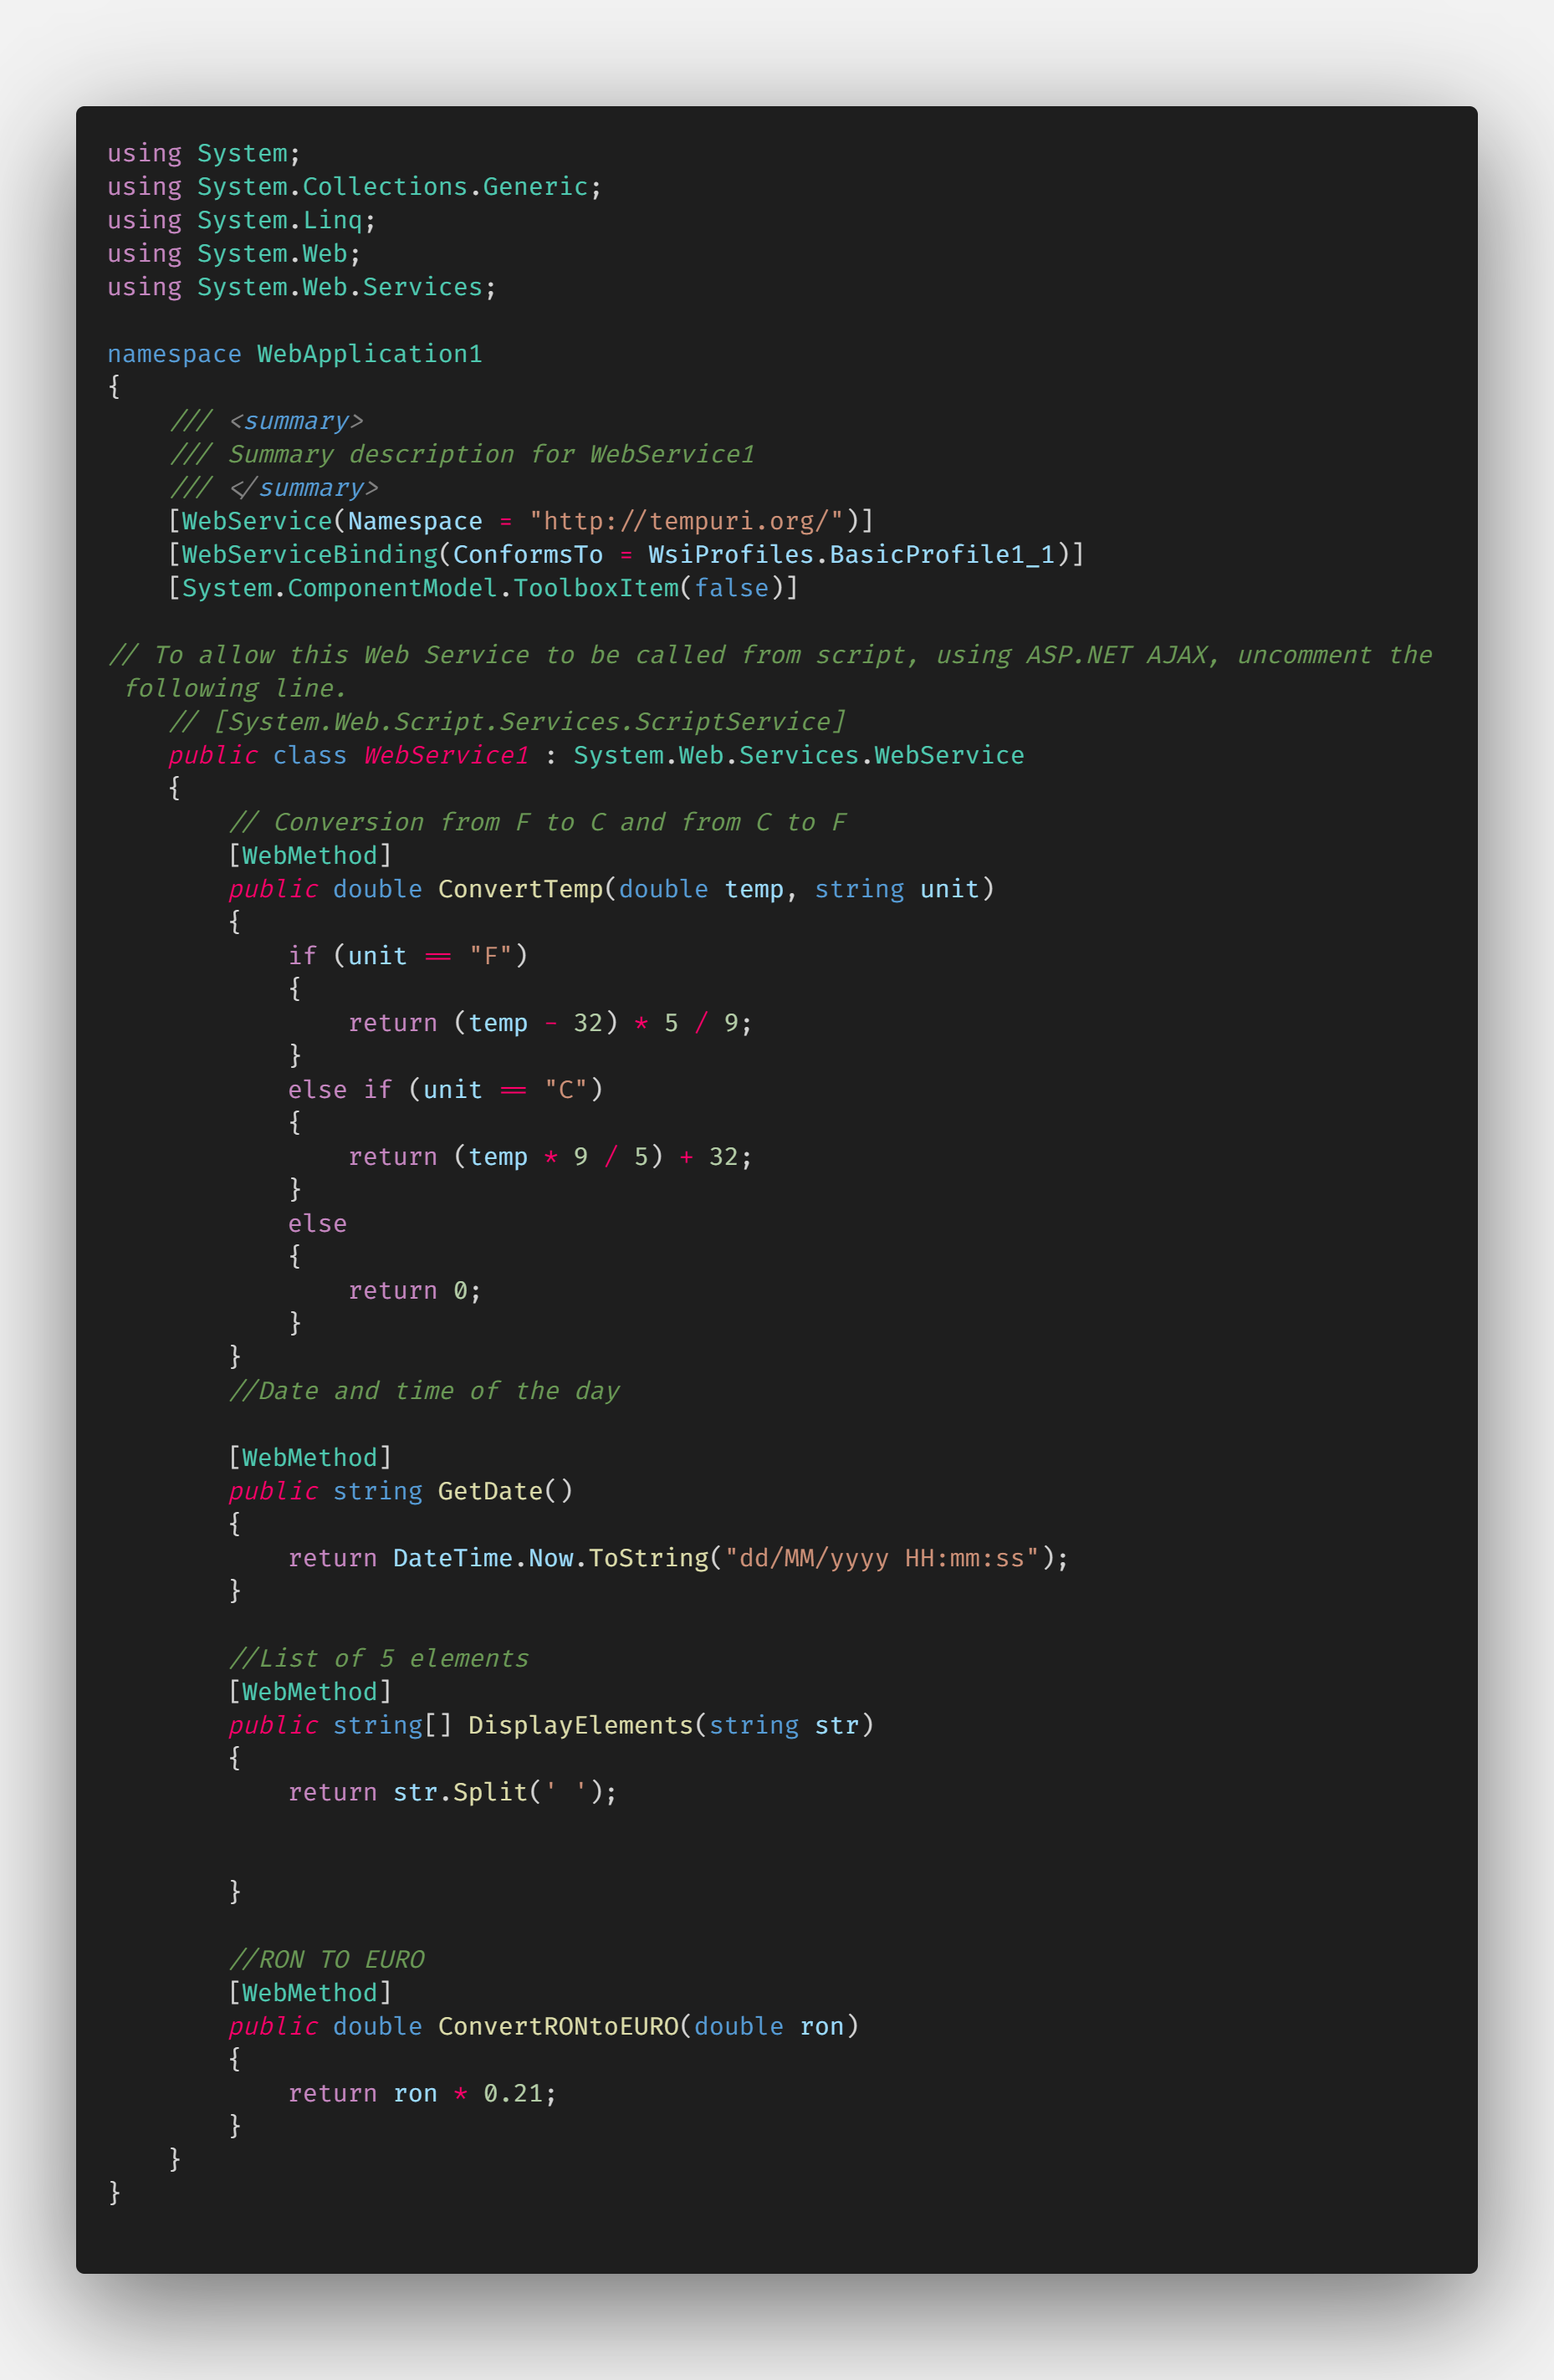 using System;
using System.Collections.Generic;
using System.Linq;
using System.Web;
using System.Web.Services;

namespace WebApplication1
{
    /// <summary>
    /// Summary description for WebService1
    /// </summary>
    [WebService(Namespace = "http://tempuri.org/")]
    [WebServiceBinding(ConformsTo = WsiProfiles.BasicProfile1_1)]
    [System.ComponentModel.ToolboxItem(false)]

// To allow this Web Service to be called from script, using ASP.NET AJAX, uncomment the
 following line.
    // [System.Web.Script.Services.ScriptService]
    public class WebService1 : System.Web.Services.WebService
    {
        // Conversion from F to C and from C to F
        [WebMethod]
        public double ConvertTemp(double temp, string unit)
        {
            if (unit == "F")
            {
                return (temp - 32) * 5 / 9;
            }
            else if (unit == "C")
            {
                return (temp * 9 / 5) + 32;
            }
            else
            {
                return 0;
            }
        }
        //Date and time of the day

        [WebMethod]
        public string GetDate()
        {
            return DateTime.Now.ToString("dd/MM/yyyy HH:mm:ss");
        }

        //List of 5 elements
        [WebMethod]
        public string[] DisplayElements(string str)
        {
            return str.Split(' ');


        }

        //RON TO EURO
        [WebMethod]
        public double ConvertRONtoEURO(double ron)
        {
            return ron * 0.21;
        }
    }
}